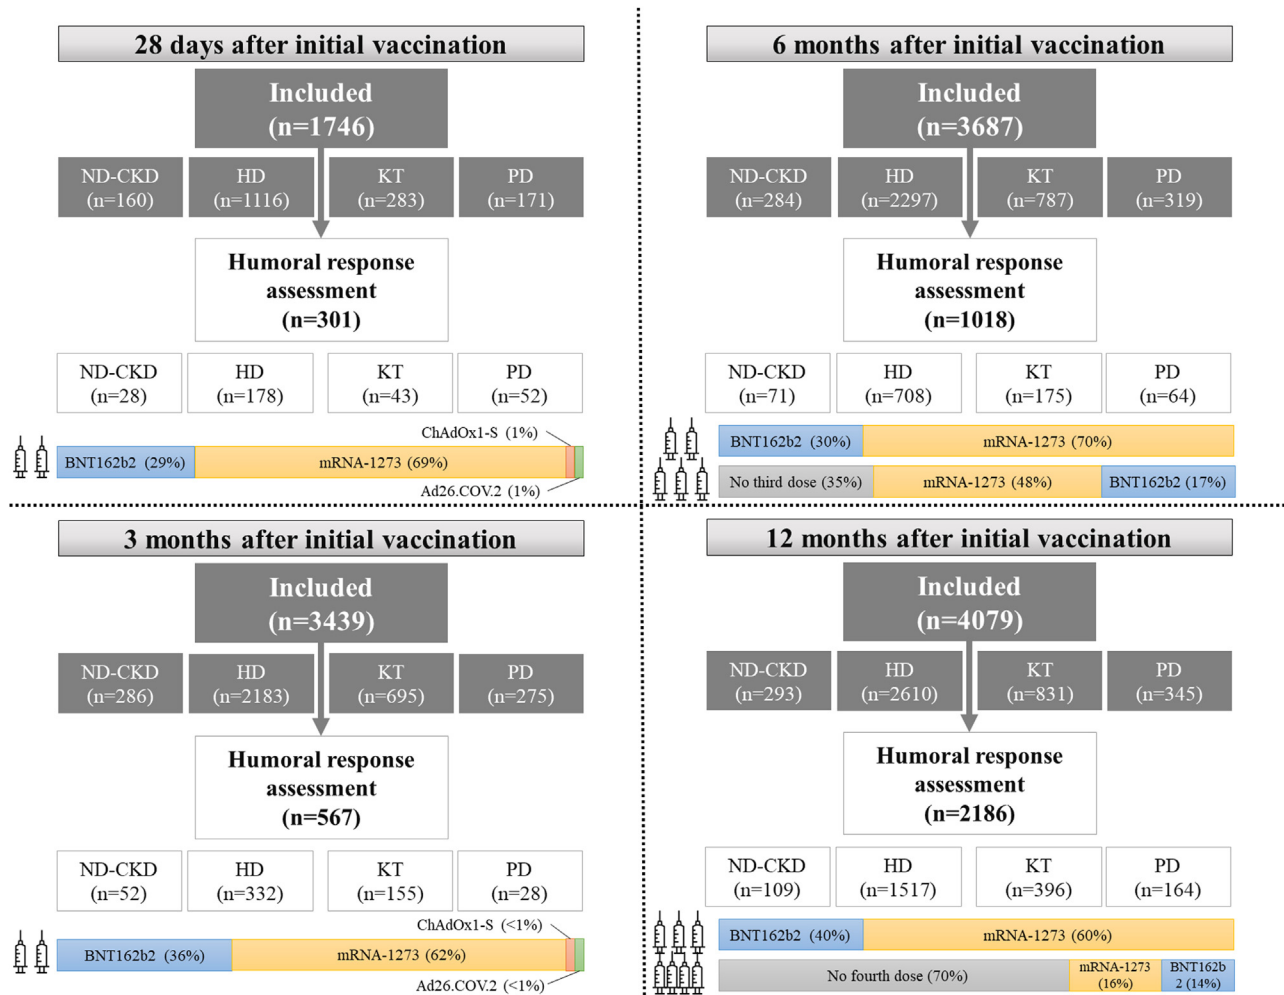 28 days after initial vaccination
Included
(n=1746)
ND-CKD
(n=160)
HD
(n=1116)
KT
(n=283)
PD
(n=171)
Humoral response
assessment
(n=301)
ND-CKD
(n=28)
HD
(n=178)
KT
(n=43)
PD
(n=52)
ChAdOx1-S (1%)
BNT162b2 (29%)
mRNA-1273 (69%)
Ad26.COV.2 (1%)
6 months after initial vaccination
Included
(n=3687)
ND-CKD
(n=284)
HD
(n=2297)
KT
(n=787)
PD
(n=319)
Humoral response
assessment
(n=1018)
ND-CKD
(n=71)
HD
(n=708)
KT
(n=175)
PD
(n=64)
BNT162b2 (30%)
mRNA-1273 (70%)
No third dose (35%)
mRNA-1273 (48%)
BNT162b2 (17%)
3 months after initial vaccination
Included
(n=3439)
ND-CKD
(n=286)
HD
(n=2183)
KT
(n=695)
PD
(n=275)
Humoral response
assessment
(n=567)
ND-CKD
(n=52)
HD
(n=332)
KT
(n=155)
PD
(n=28)
ChAdOx1-S (<1%)
BNT162b2 (36%)
mRNA-1273 (62%)
Ad26.COV.2 (<1%)
12 months after initial vaccination
Included
(n=4079)
ND-CKD
(n=293)
HD
(n=2610)
KT
(n=831)
PD
(n=345)
Humoral response
assessment
(n=2186)
ND-CKD
(n=109)
HD
(n=1517)
KT
(n=396)
PD
(n=164)
BNT162b2 (40%)
mRNA-1273 (60%)
No fourth dose (70%)
mRNA-1273
(16%)
BNT162b
2 (14%)